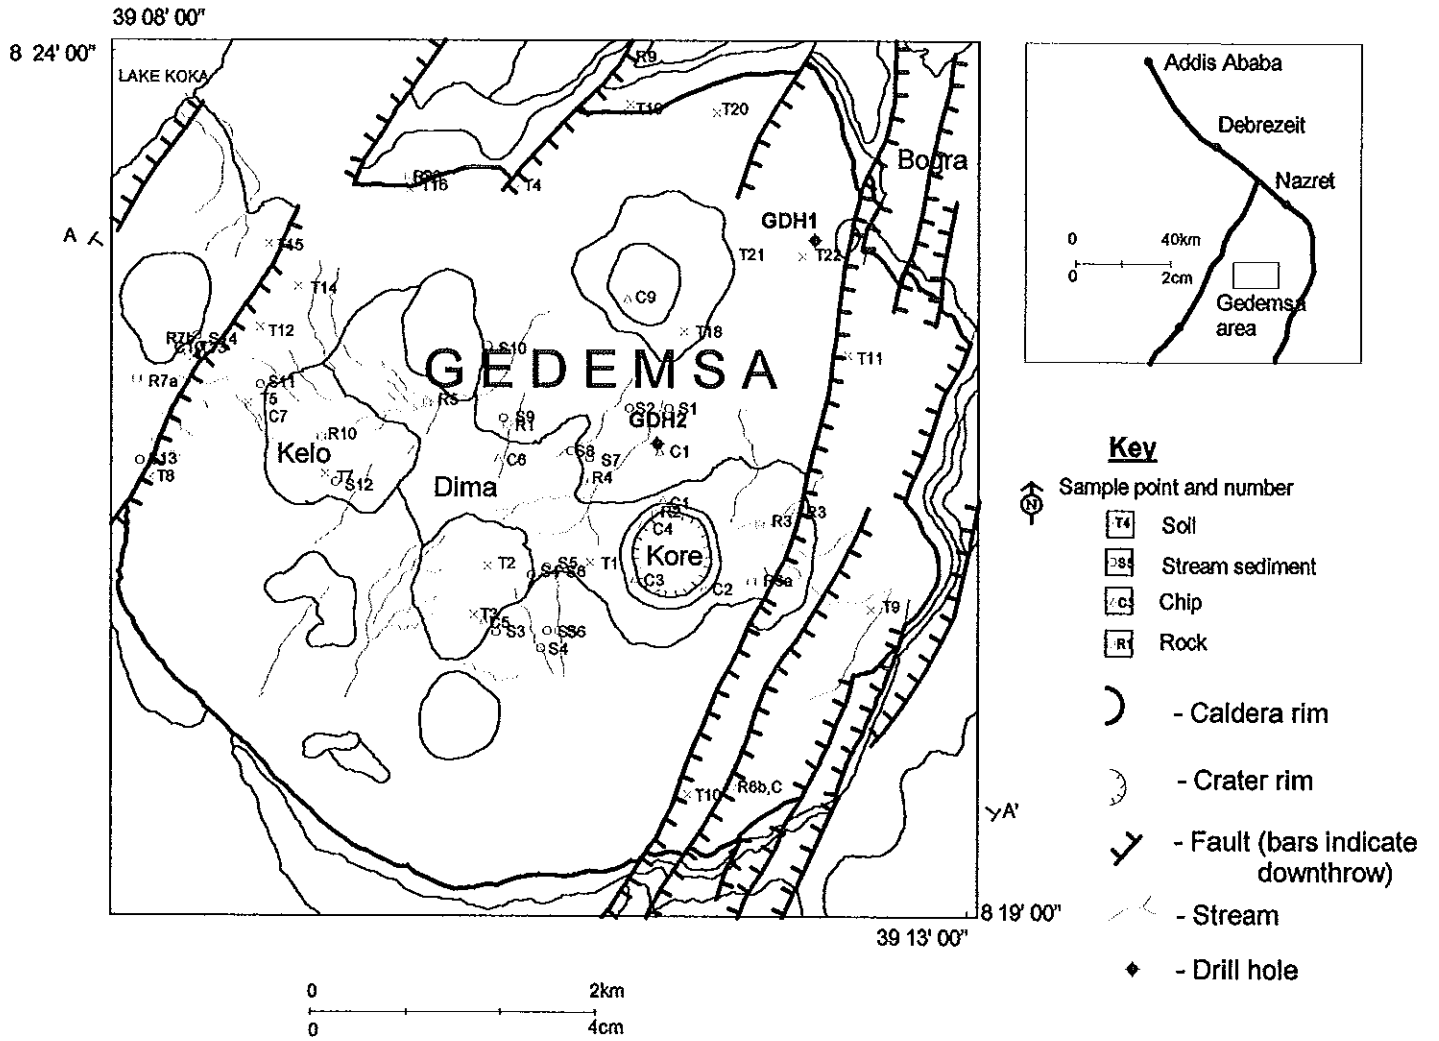 39 08' 00"
8 24' 00"
LAKE KOKA
R9
T19
T20
T16
T4
Bogra
A
GDH1
T45
T21
T22
T14
C9
R7b
S14
T12
S10
T18
T11
GEDEMSA
R7a
S11
T5
R5
S2
S1
C7
S9
R1
GDH2
R10
Kelo
S8
S7
C1
S13
T8
T7
S12
C6
R4
Dima
C1
R2
R3
R3
C4
Kore
T2
S5
T1
S6
C3
C2
T9
T3
C5
S3
S6
S4
T10
R6b,C
A'
8 19' 00"
39 13' 00"
0 2km
0 4cm
Addis Ababa
Debrezeit
Nazret
0 40km
0 2cm
Gedemsa
area
Key
N
Sample point and number
T4 Soil
S5 Stream sediment
Chip
R1 Rock
- Caldera rim
- Crater rim
- Fault (bars indicate
downthrow)
- Stream
- Drill hole